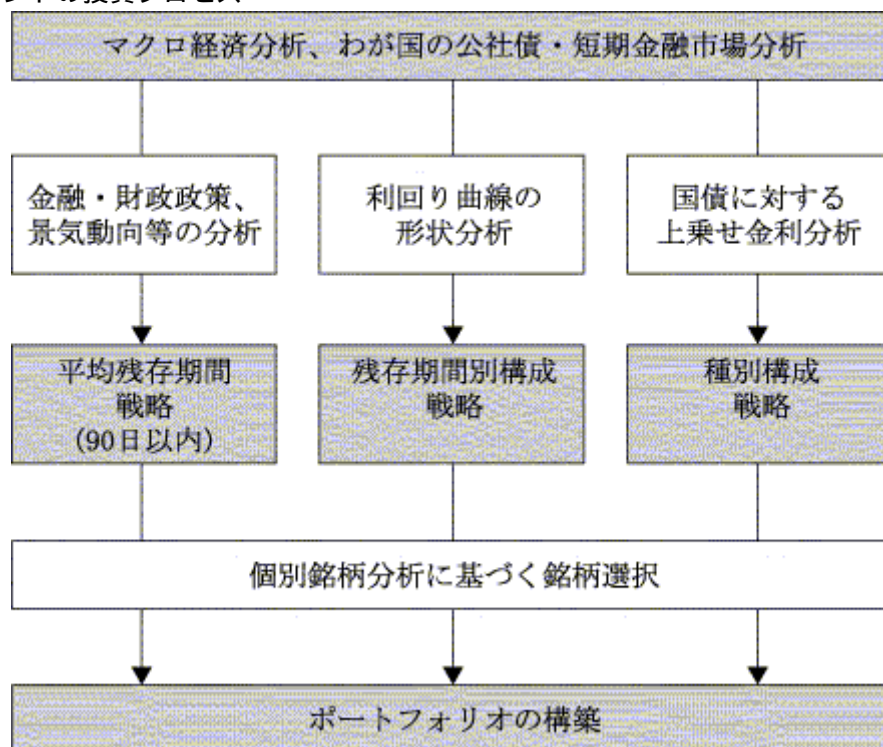 マクロ経済分析、わが国の公社債・短期金融市場分析
金融・財政政策、
景気動向等の分析
利回り曲線の
形状分析
国債に対する
上乗せ金利分析
平均残存期間
戦略
(90日以内)
残存期間別構成
戦略
種別構成
戦略
個別銘柄分析に基づく銘柄選択
ポートフォリオの構築